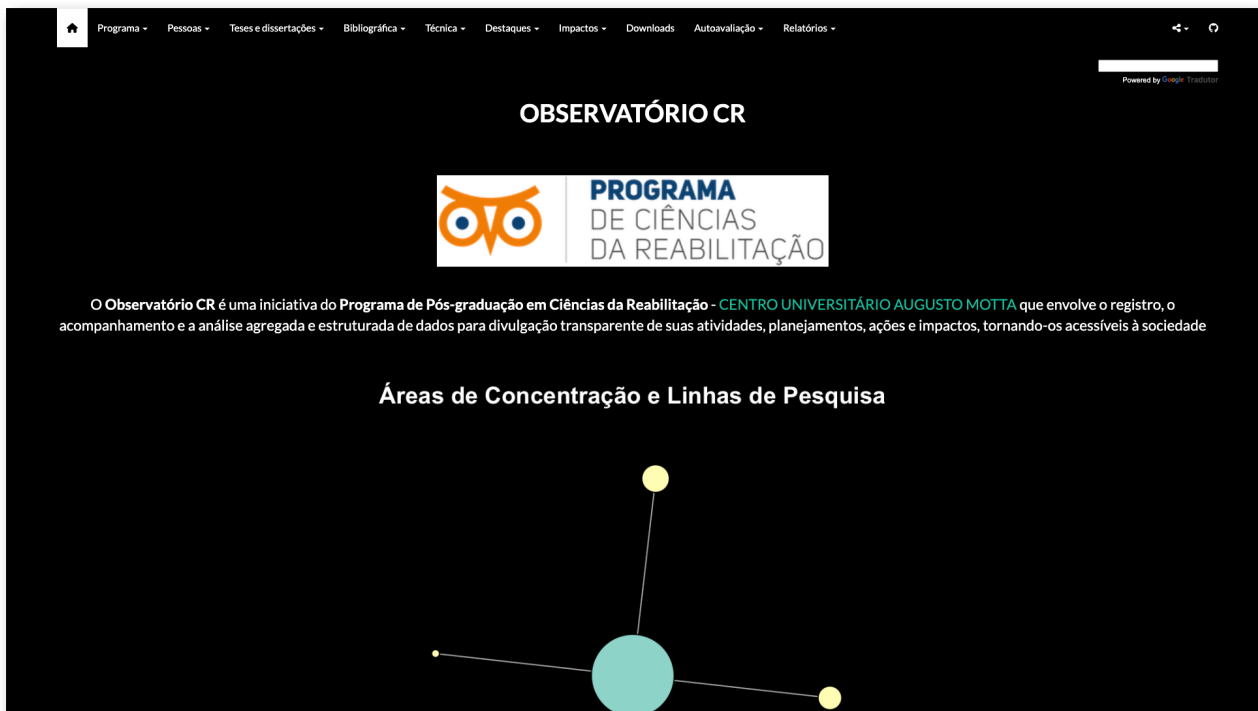 Programa Pessoas Teses e dissertações Bibliográfica Técnica Destaques Impactos Downloads Autoavaliação Relatórios
Powered by Google Tradutor
OBSERVATÓRIO CR
PROGRAMA
DE CIÊNCIAS
DA REABILITAÇÃO
O Observatório CR é uma iniciativa do Programa de Pós-graduação em Ciências da Reabilitação - CENTRO UNIVERSITÁRIO AUGUSTO MOTTA que envolve o registro, o
acompanhamento e a análise agregada e estruturada de dados para divulgação transparente de suas atividades, planejamentos, ações e impactos, tornando-os acessíveis à sociedade
Áreas de Concentração e Linhas de Pesquisa